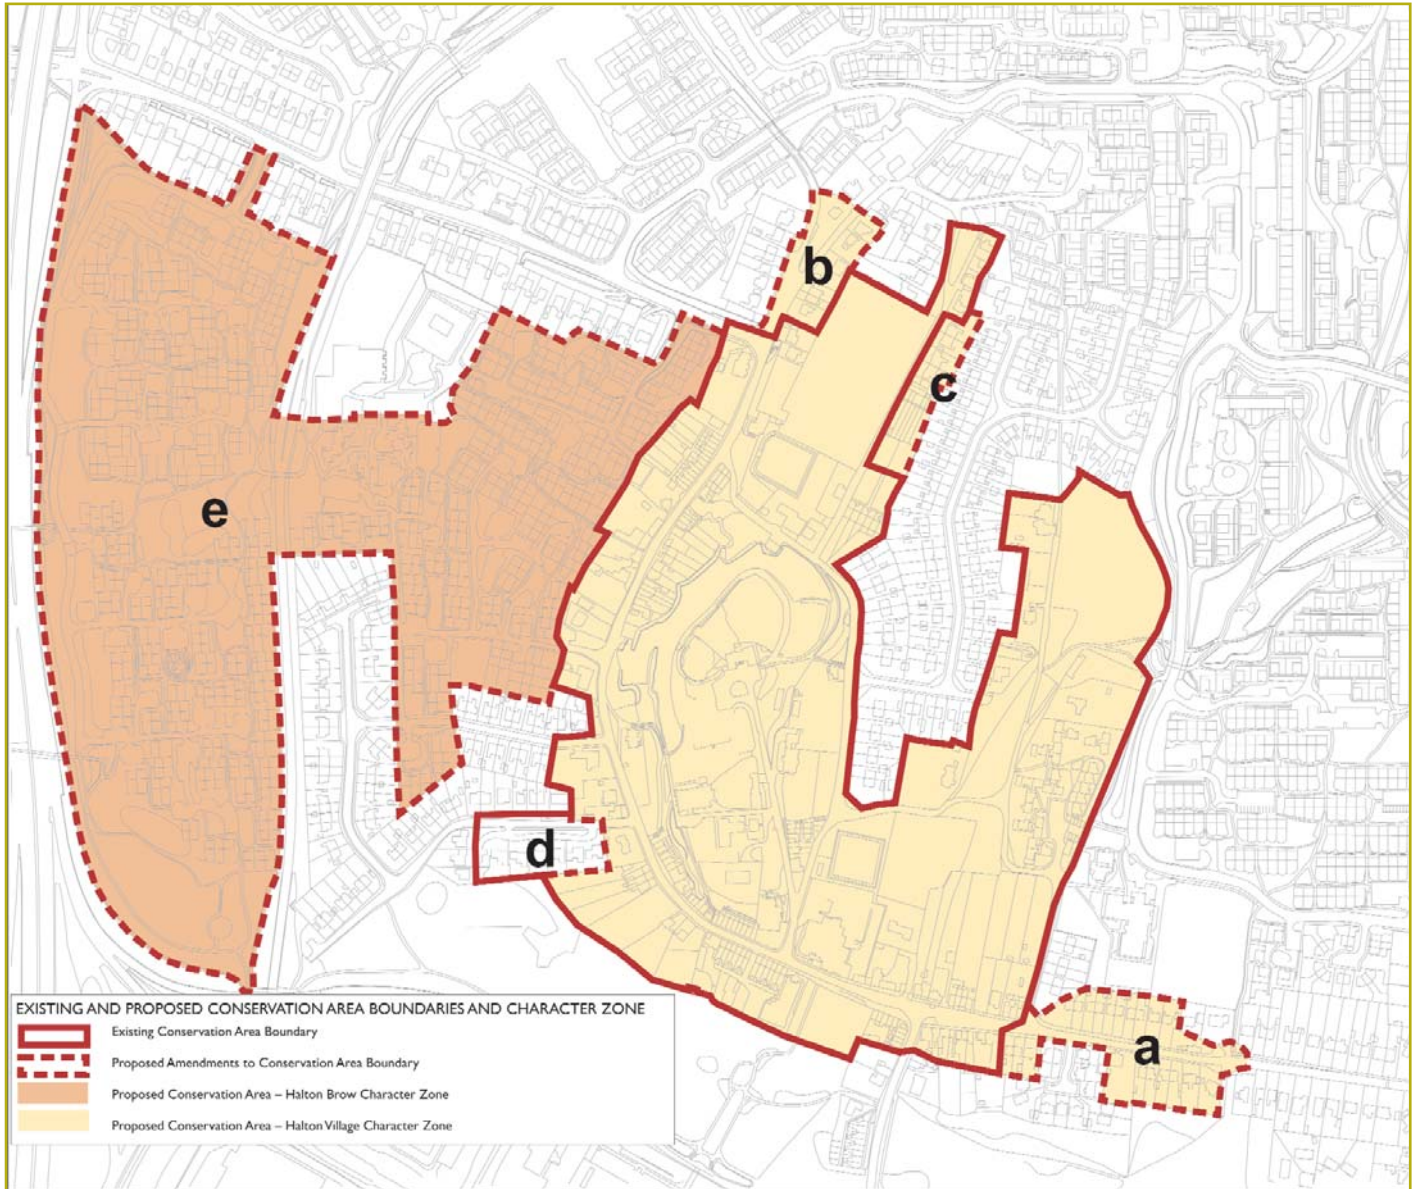 b
c
e
d
a
EXISTING AND PROPOSED CONSERVATION AREA BOUNDARIES AND CHARACTER ZONE
Existing Conservation Area Boundary
Proposed Amendments to Conservation Area Boundary
Proposed Conservation Area – Halton Brow Character Zone
Proposed Conservation Area – Halton Village Character Zone